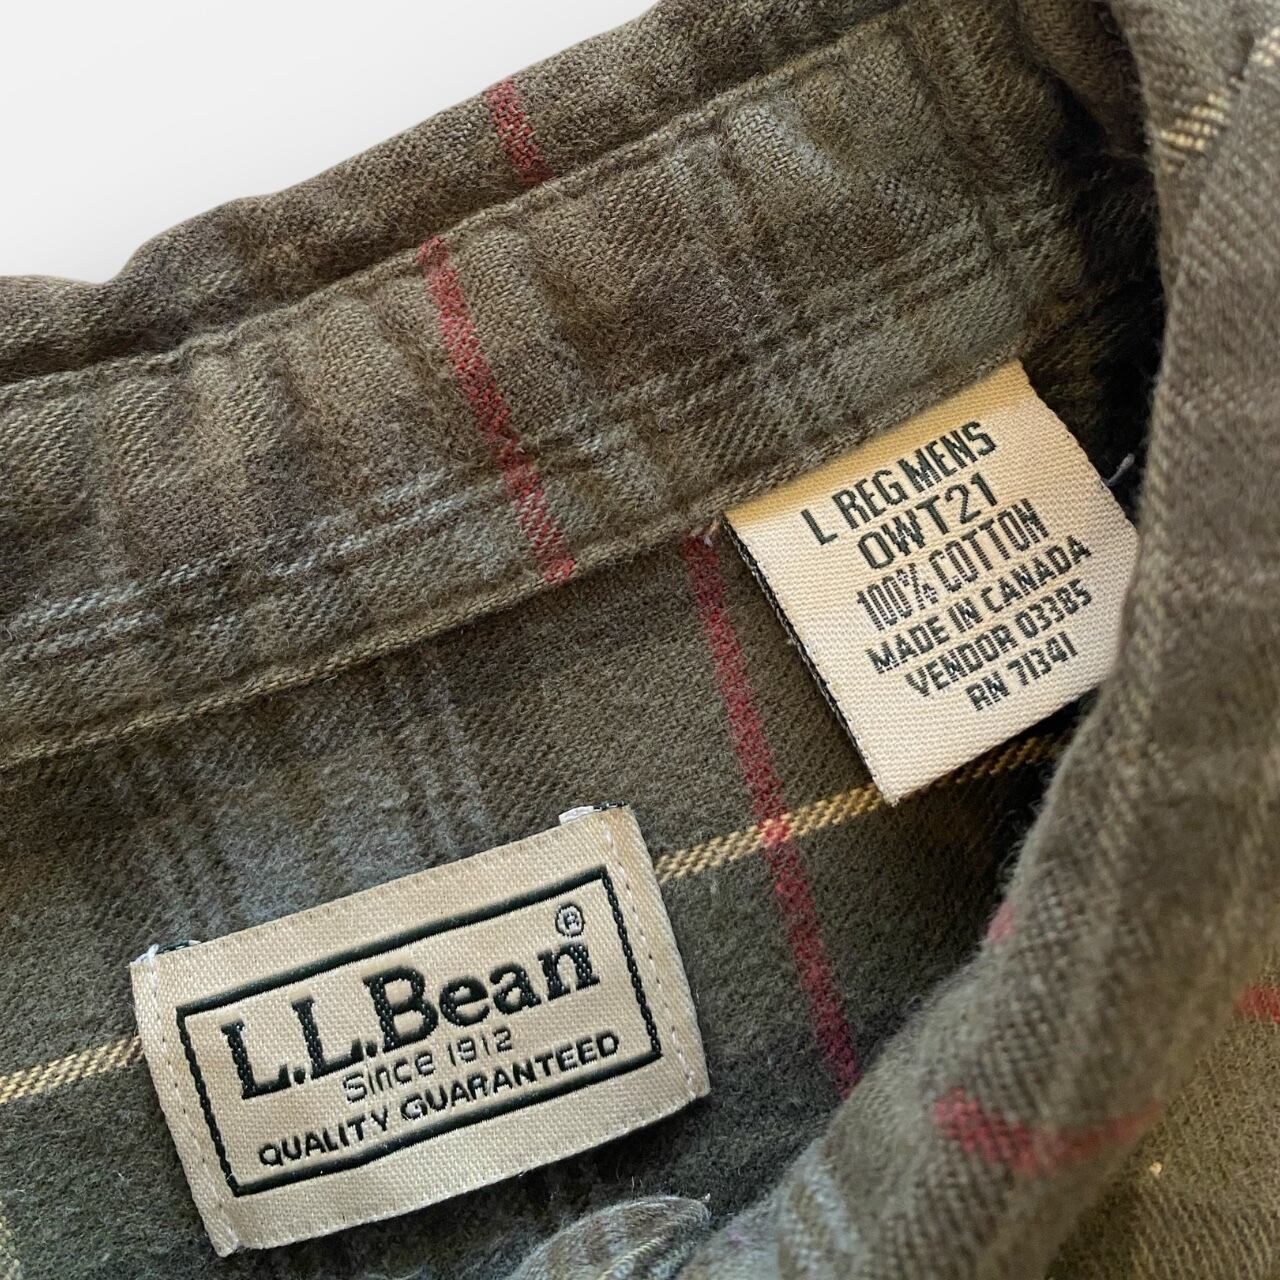 L REG MENS
OWT21
100% COTTON
MADE IN CANADA
VENDOR 03385
RN 71341
L.L.Bean®
Since 1912
QUALITY GUARANTEED